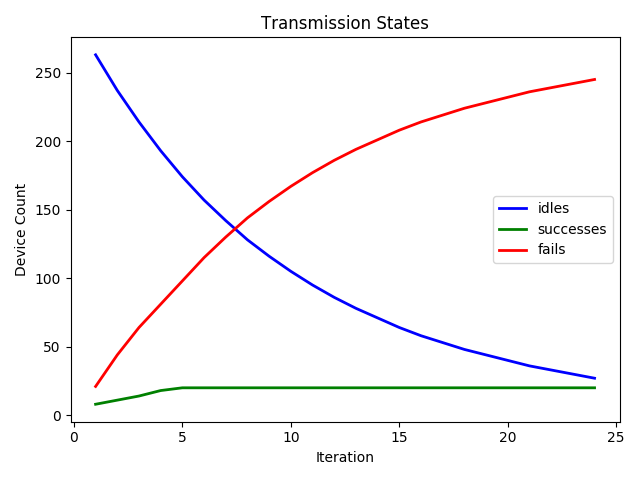 Transmission States
Device Count
250
200
150
100
50
0
idles
successes
fails
0 5 10 15 20 25
Iteration